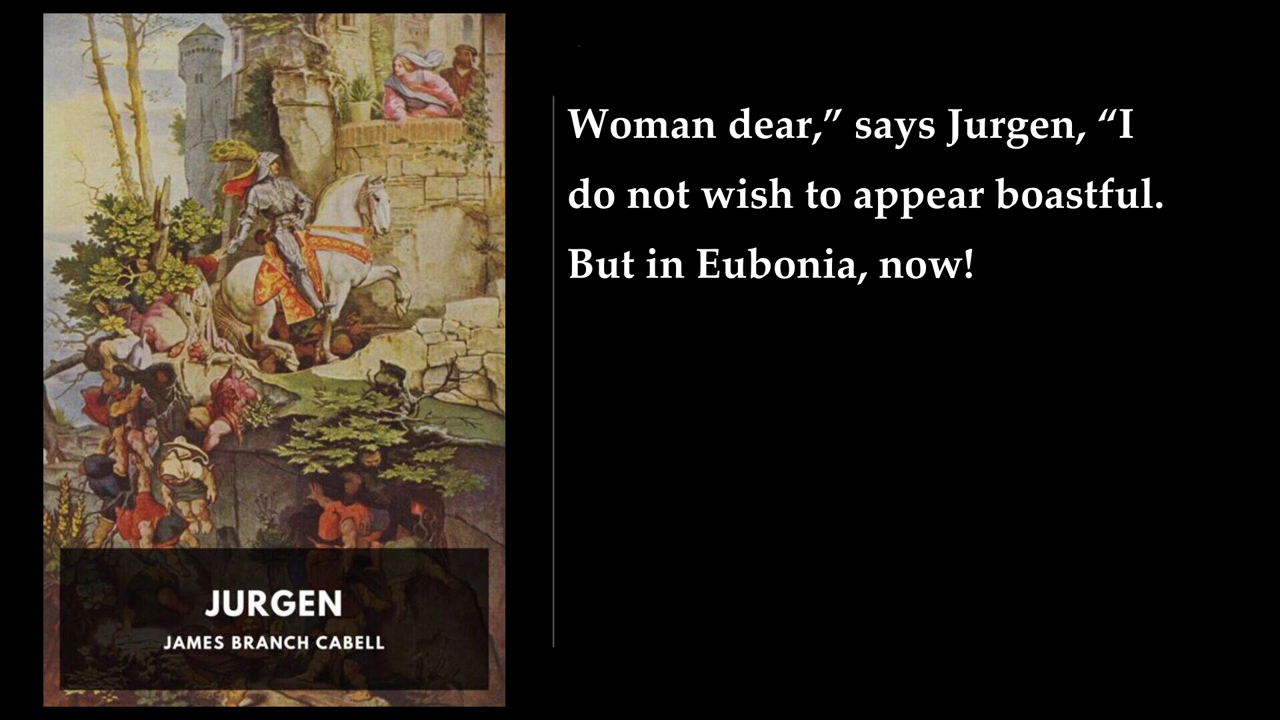 Woman dear,” says Jurgen, “I
do not wish to appear boastful.
But in Eubonia, now!
JURGEN
JAMES BRANCH CABELL